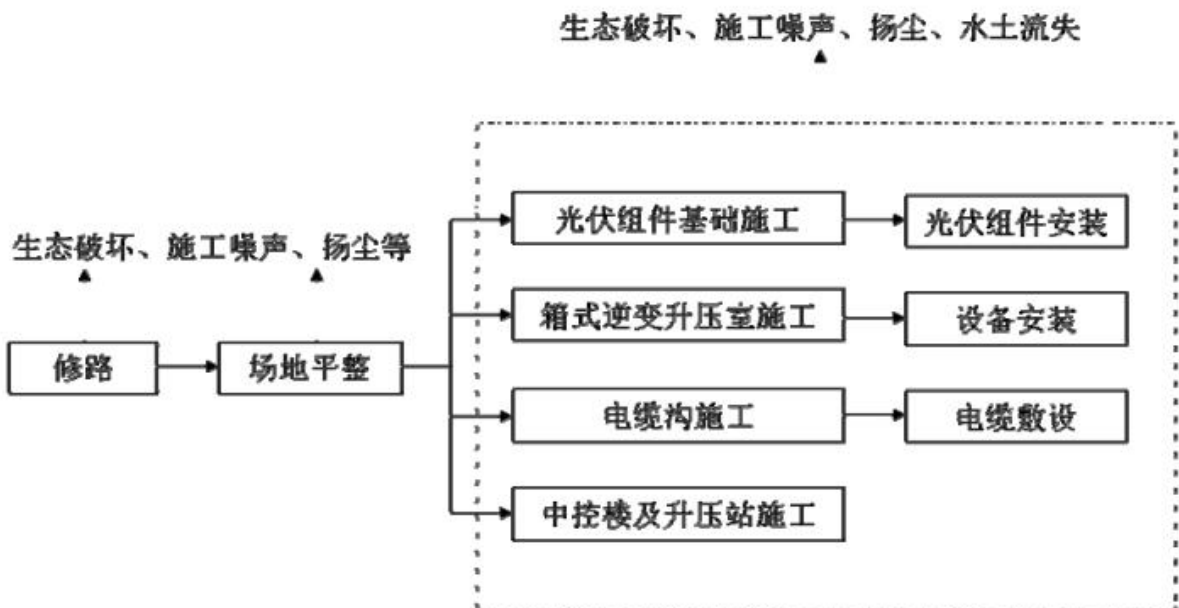 生态破坏、施工噪声、扬尘、水土流失
光伏组件基础施工
光伏组件安装
生态破坏、施工噪声、扬尘等
箱式逆变升压室施工
设备安装
修路
场地平整
电缆沟施工
电缆敷设
中控楼及升压站施工